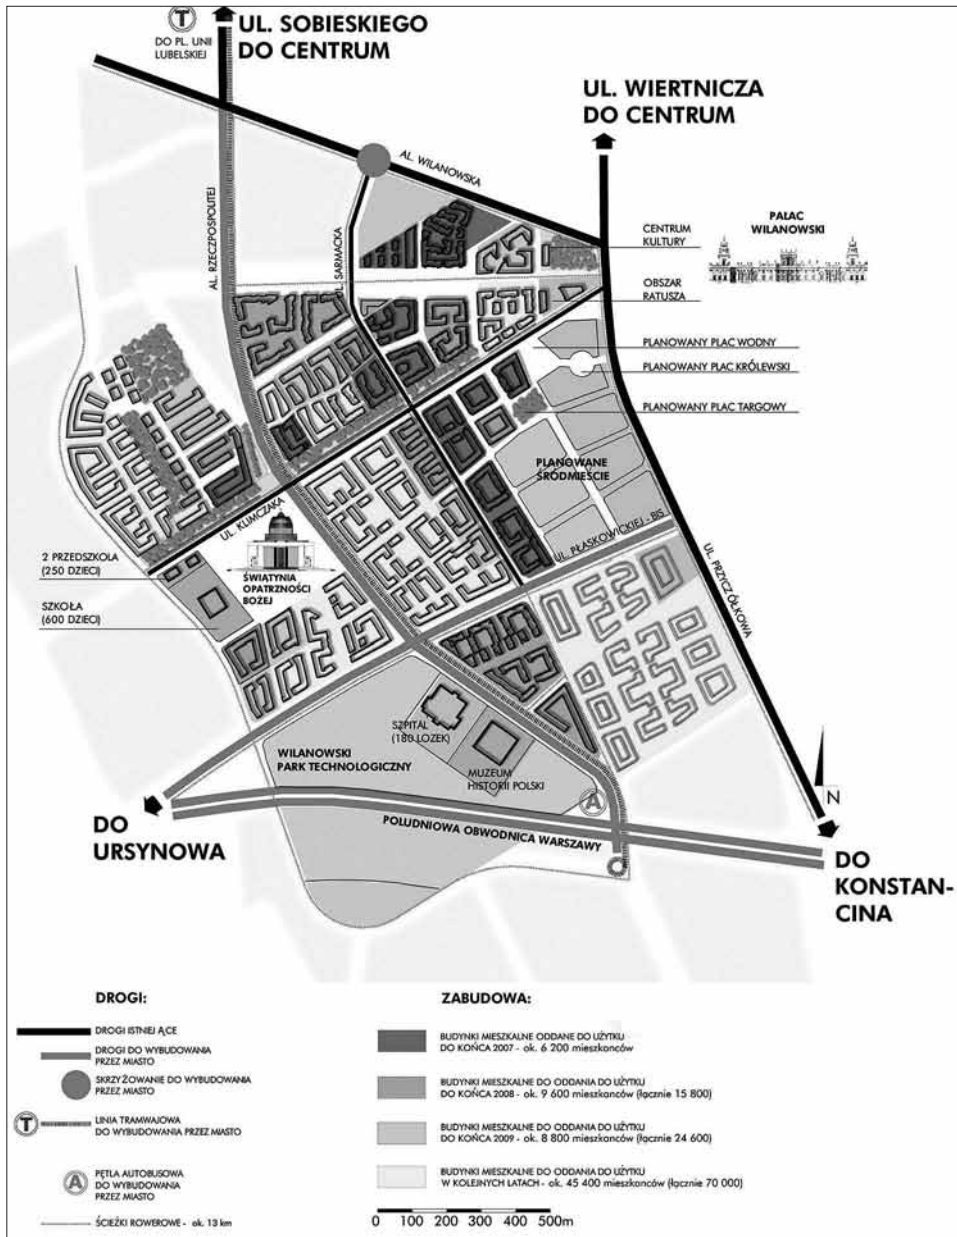 T
DO PL. UNII
LUBELSKIEJ
UL. SOBIESKIEGO
DO CENTRUM
UL. WIERTNICZA
DO CENTRUM
AL. WILANOWSKA
AL. RZECZPOSPOLITEJ
UL. SARMACKA
CENTRUM
KULTURY
PAŁAC
WILANOWSKI
OBSZAR
RATUSZA
PLANOWANY PLAC WODNY
PLANOWANY PLAC KRÓLEWSKI
PLANOWANY PLAC TARGOWY
PLANOWANE
ŚRÓDMIEŚCIE
UL. KLIMCZAKA
UL. PŁASKOWICKIEJ - BIS
UL. PRZYCZÓŁKOWA
2 PRZEDSZKOLA
(250 DZIECI)
ŚWIĄTYNIA
OPATRZNOŚCI
BOŻEJ
SZKOŁA
(600 DZIECI)
SZPITAL
(180 LOZEK)
WILANOWSKI
PARK TECHNOLOGICZNY
MUZEUM
HISTORII POLSKI
A
N
DO
URSYNOWA
POŁUDNIOWA OBWODNICA WARSZAWY
DO
KONSTAN-
CINA
DROGI:
DROGI ISTNIEJ ĄCE
DROGI DO WYBUDOWANIA
PRZEZ MIASTO
SKRZYŻOWANIE DO WYBUDOWANIA
PRZEZ MIASTO
T
LINIA TRAMWAJOWA
DO WYBUDOWANIA PRZEZ MIASTO
A
PĘTLA AUTOBUSOWA
DO WYBUDOWANIA
PRZEZ MIASTO
ŚCIEŻKI ROWEROWE - ok. 13 km
ZABUDOWA:
BUDYNKI MIESZKALNE ODDANE DO UŻYTKU
DO KOŃCA 2007 - ok. 6 200 mieszkonców
BUDYNKI MIESZKALNE DO ODDANIA DO UŻYTKU
DO KOŃCA 2008 - ok. 9 600 mieszkonców (łącznie 15 800)
BUDYNKI MIESZKALNE DO ODDANIA DO UŻYTKU
DO KOŃCA 2009 - ok. 8 800 mieszkonców (łącznie 24 600)
BUDYNKI MIESZKALNE DO ODDANIA DO UŻYTKU
W KOLEJNYCH LATACH - ok. 45 400 mieszkonców (łocznie 70 000)
0 100 200 300 400 500m